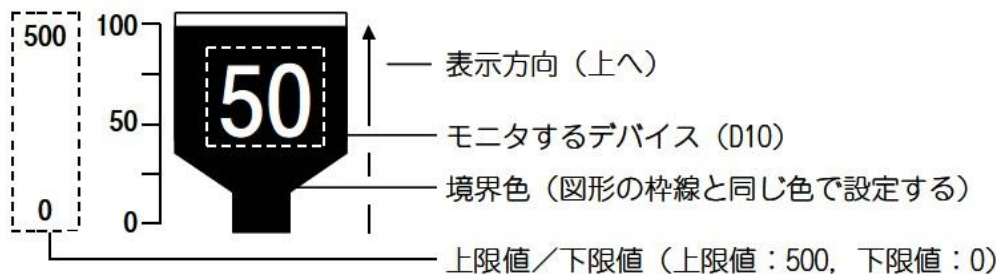 500
0
100
50
0
50
表示方向（上へ）
モニタするデバイス（D10）
境界色（図形の枠線と同じ色で設定する）
上限値／下限値（上限値：500, 下限値：0）